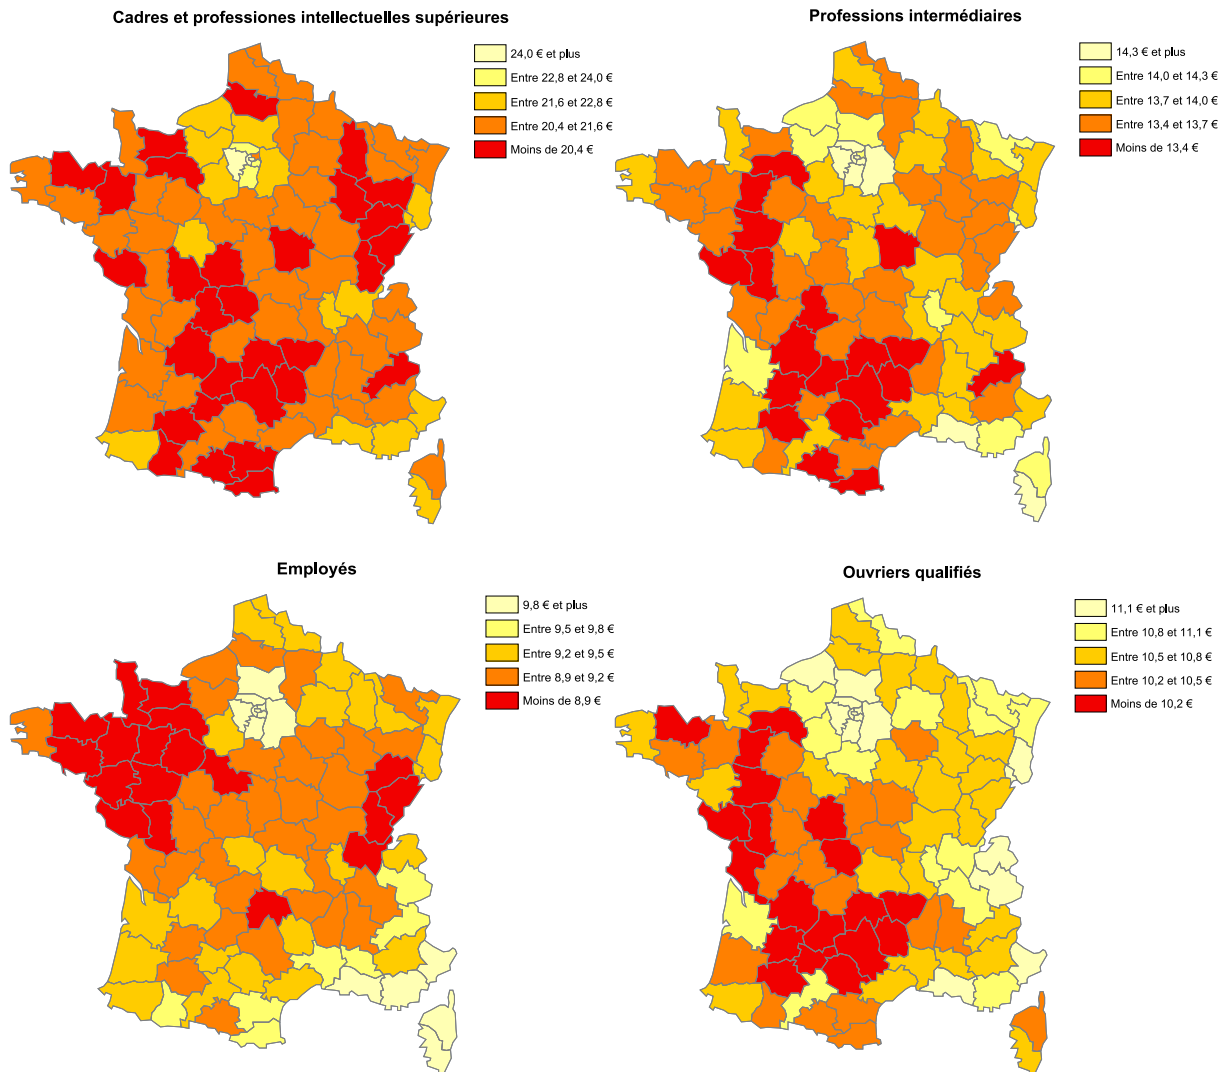 Cadres et professiones intellectuelles supérieures
24,0 € et plus
Entre 22,8 et 24,0 €
Entre 21,6 et 22,8 €
Entre 20,4 et 21,6 €
Moins de 20,4 €
Professions intermédiaires
14,3 € et plus
Entre 14,0 et 14,3 €
Entre 13,7 et 14,0 €
Entre 13,4 et 13,7 €
Moins de 13,4 €
Employés
9,8 € et plus
Entre 9,5 et 9,8 €
Entre 9,2 et 9,5 €
Entre 8,9 et 9,2 €
Moins de 8,9 €
Ouvriers qualifiés
11,1 € et plus
Entre 10,8 et 11,1 €
Entre 10,5 et 10,8 €
Entre 10,2 et 10,5 €
Moins de 10,2 €